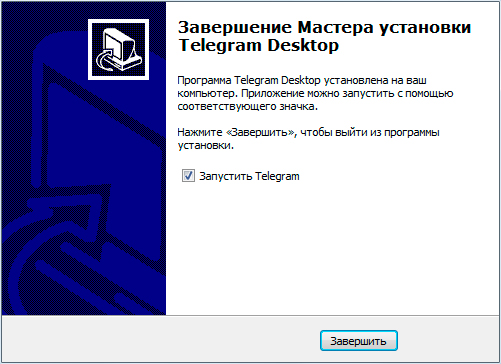 Завершение Мастера установки
Telegram Desktop
Программа Telegram Desktop установлена на ваш
компьютер. Приложение можно запустить с помощью
соответствующего значка.
Нажмите «Завершить», чтобы выйти из программы
установки.
Запустить Telegram
Завершить